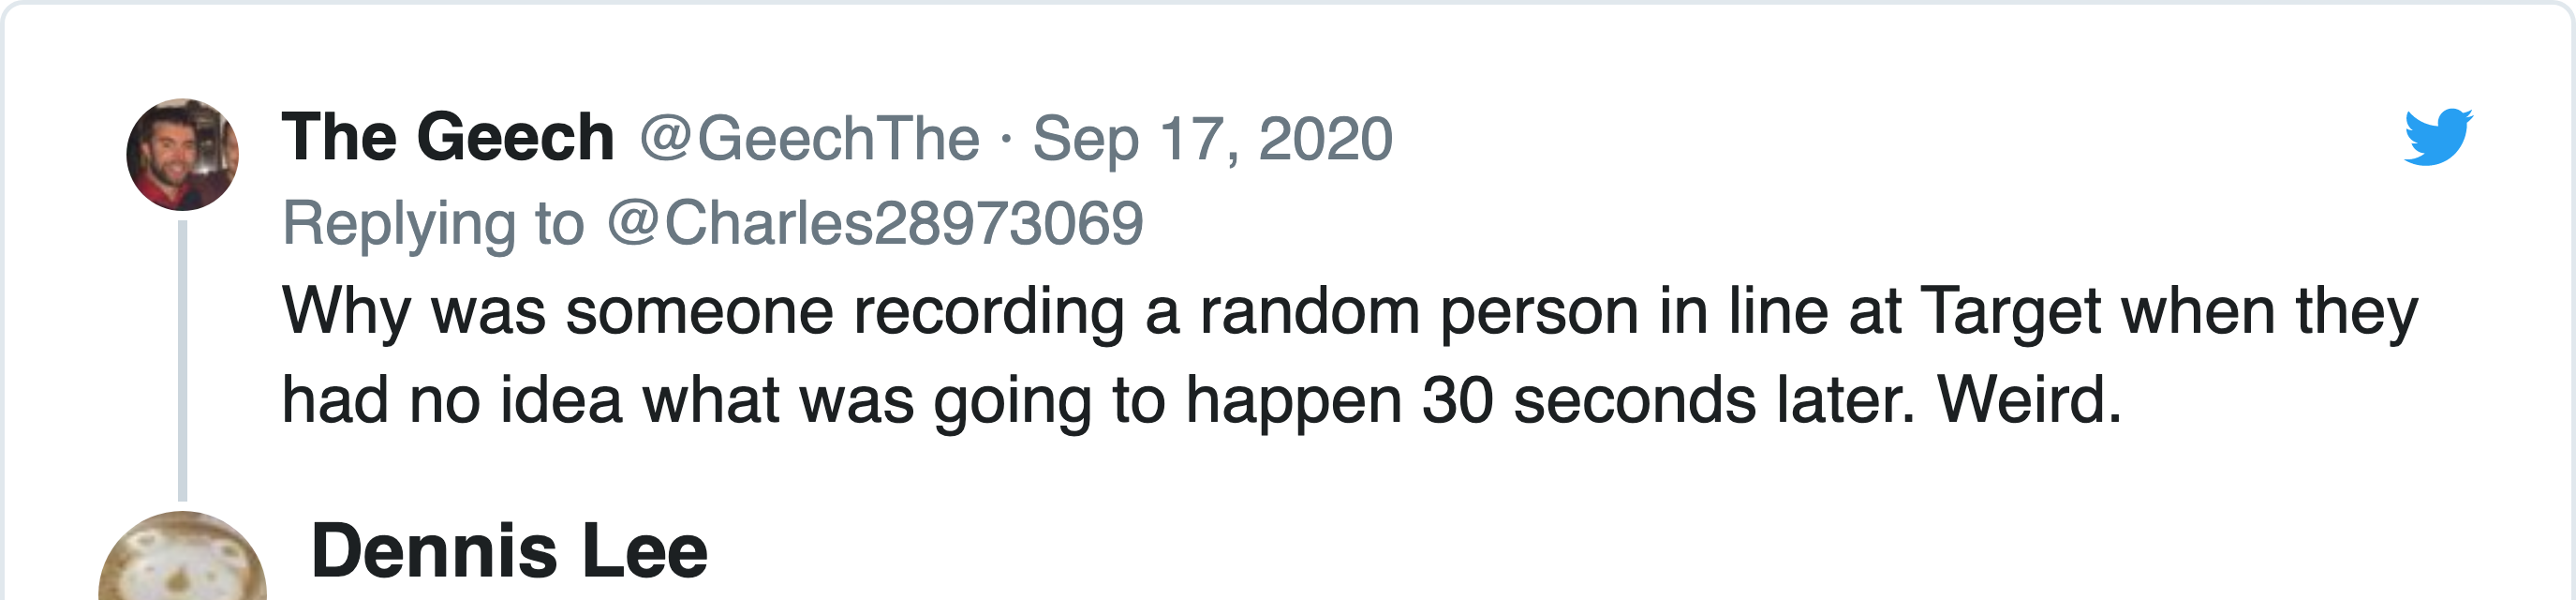 The Geech @GeechThe · Sep 17, 2020
Replying to @Charles28973069
Why was someone recording a random person in line at Target when they
had no idea what was going to happen 30 seconds later. Weird.
Dennis Lee